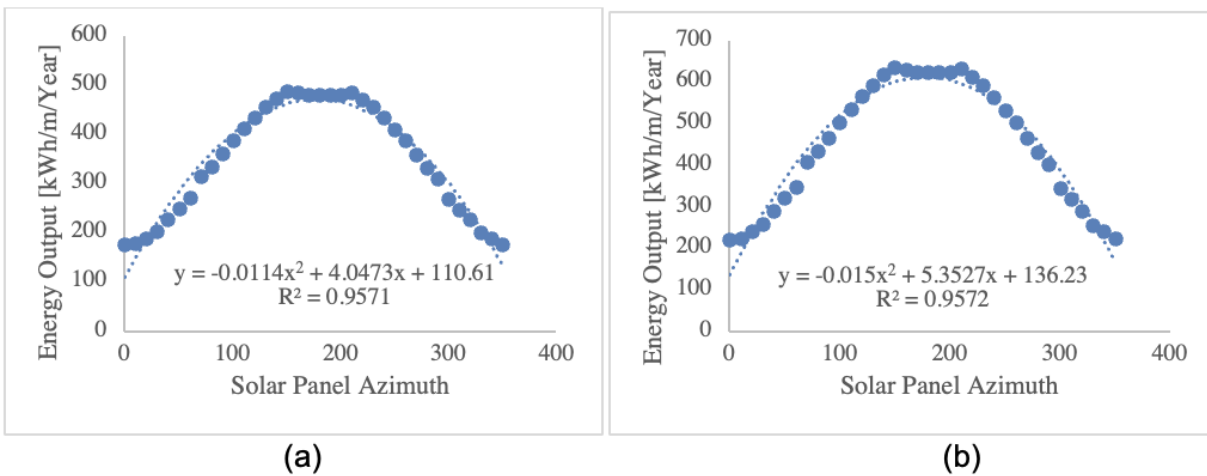 600
500
400
300
200
100
0
Energy Output [kWh/m/Year]
y = -0.0114x² + 4.0473x + 110.61
R² = 0.9571
0 100 200 300 400
Solar Panel Azimuth
(a)
700
600
500
400
300
200
100
0
Energy Output [kWh/m/Year]
y = -0.015x² + 5.3527x + 136.23
R² = 0.9572
0 100 200 300 400
Solar Panel Azimuth
(b)